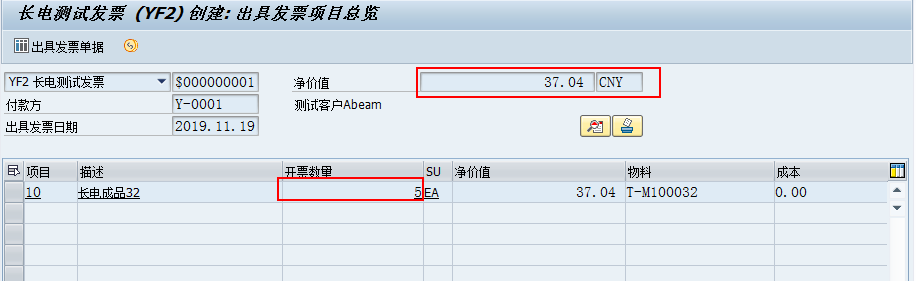 长电测试发票 (YF2) 创建: 出具发票项目总览
出具发票单据
YF2 长电测试发票 $000000001 净价值 37.04 CNY
付款方 Y-0001 测试客户Abeam
出具发票日期 2019.11.19
项目 描述 开票数量 SU 净价值 物料 成本
10 长电成品32 5 EA 37.04 T-M100032 0.00